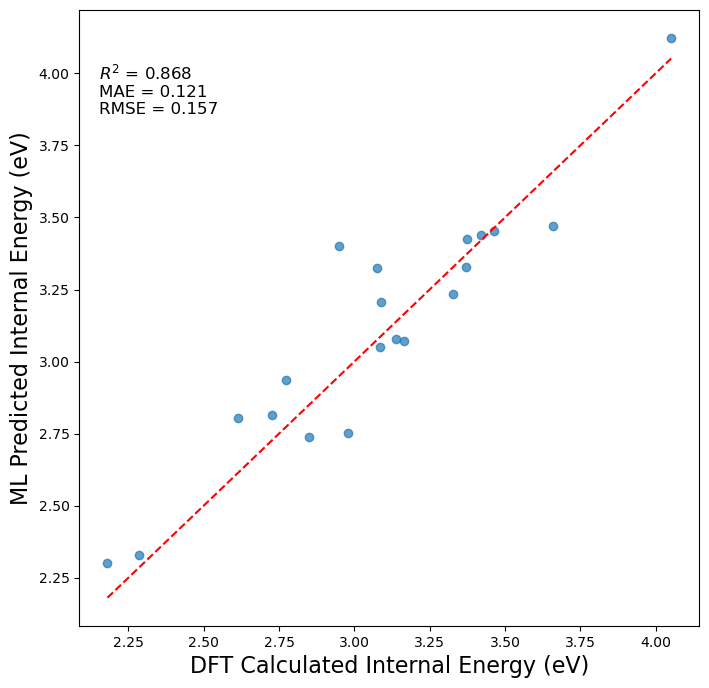 R² = 0.868
MAE = 0.121
RMSE = 0.157
ML Predicted Internal Energy (eV)
4.00
3.75
3.50
3.25
3.00
2.75
2.50
2.25
2.25 2.50 2.75 3.00 3.25 3.50 3.75 4.00
DFT Calculated Internal Energy (eV)